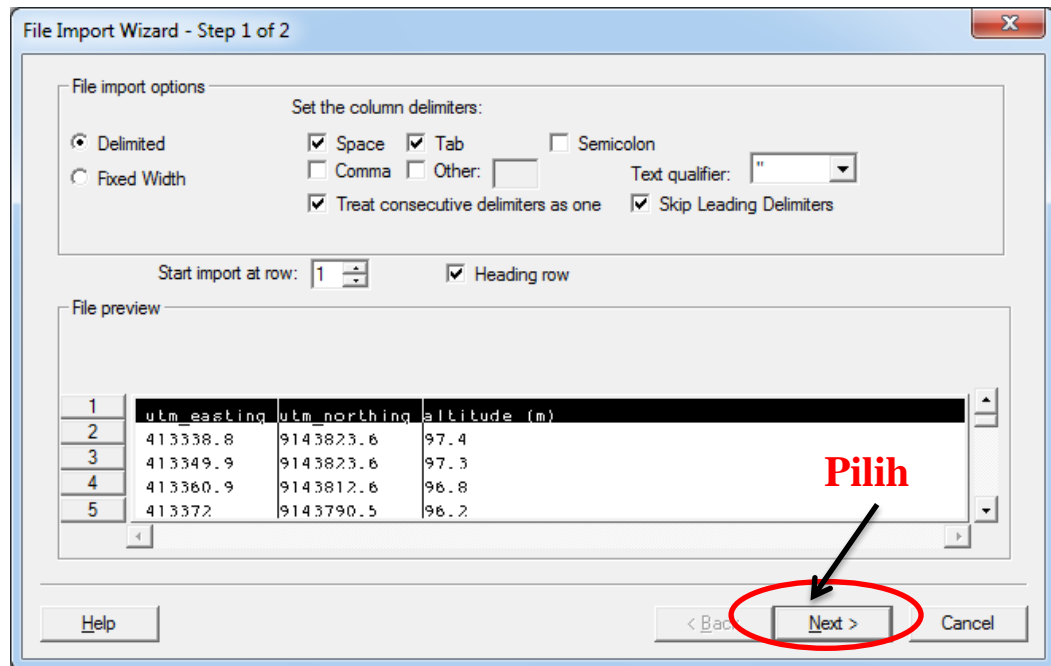 File Import Wizard - Step 1 of 2
X
File import options
Set the column delimiters:
Delimited
Space
Tab
Semicolon
Fixed Width
Comma
Other:
Text qualifier:
"
Treat consecutive delimiters as one
Skip Leading Delimiters
Start import at row:
1
Heading row
File preview
1 utm_easting utm_northing altitude (m)
2 413338.8 9143823.6 97.4
3 413349.9 9143823.6 97.3
4 413360.9 9143812.6 96.8
5 413372 9143790.5 96.2
Pilih
Help
< Back
Next >
Cancel